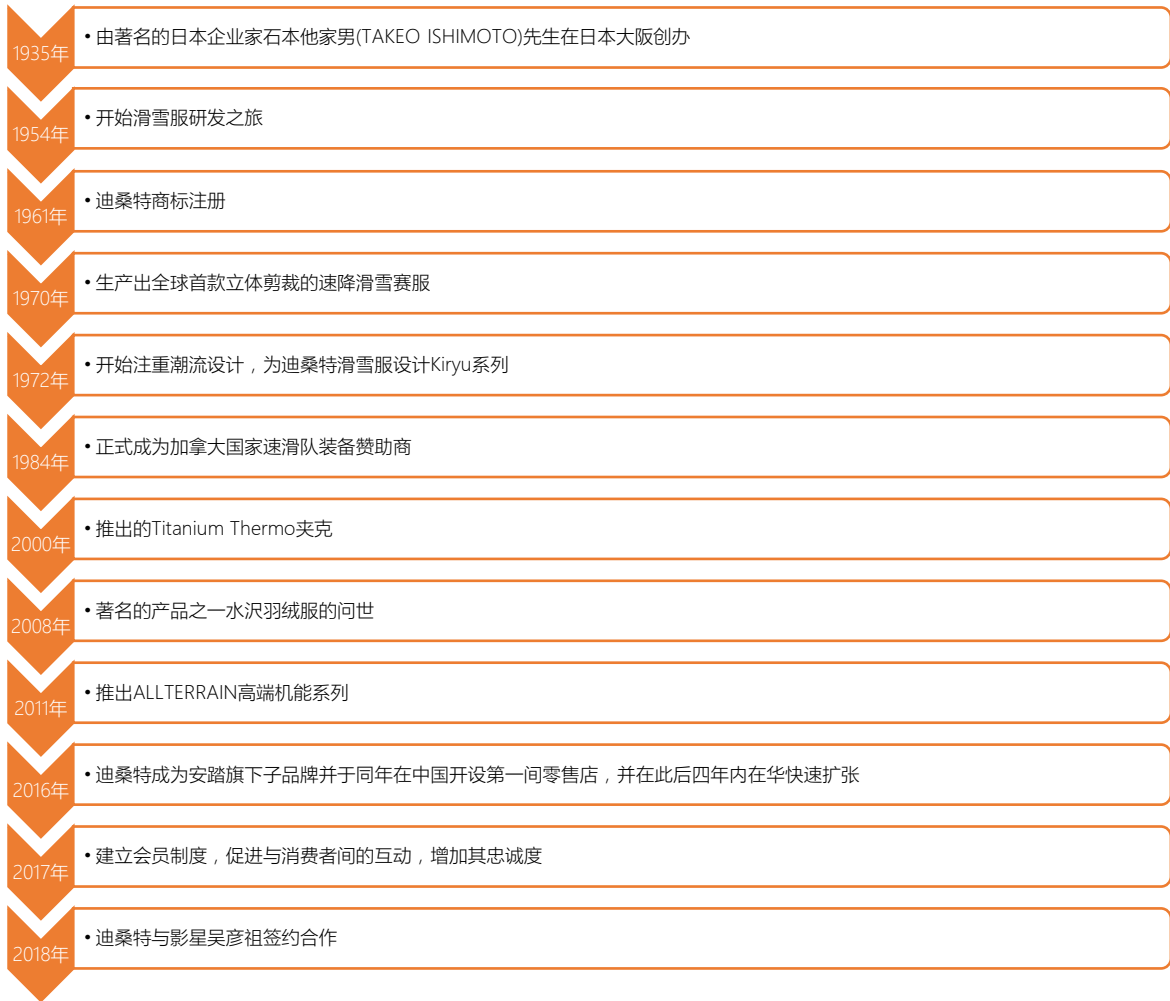 1935年
• 由著名的日本企业家石本他家男(TAKEO ISHIMOTO)先生在日本大阪创办
1954年
• 开始滑雪服研发之旅
1961年
• 迪桑特商标注册
1970年
• 生产出全球首款立体剪裁的速降滑雪赛服
1972年
• 开始注重潮流设计，为迪桑特滑雪服设计Kiryu系列
1984年
• 正式成为加拿大国家速滑队装备赞助商
2000年
• 推出的Titanium Thermo夹克
2008年
• 著名的产品之一水沢羽绒服的问世
2011年
• 推出ALLTERRAIN高端机能系列
2016年
• 迪桑特成为安踏旗下子品牌并于同年在中国开设第一间零售店，并在此后四年内在华快速扩张
2017年
• 建立会员制度，促进与消费者间的互动，增加其忠诚度
2018年
• 迪桑特与影星吴彦祖签约合作